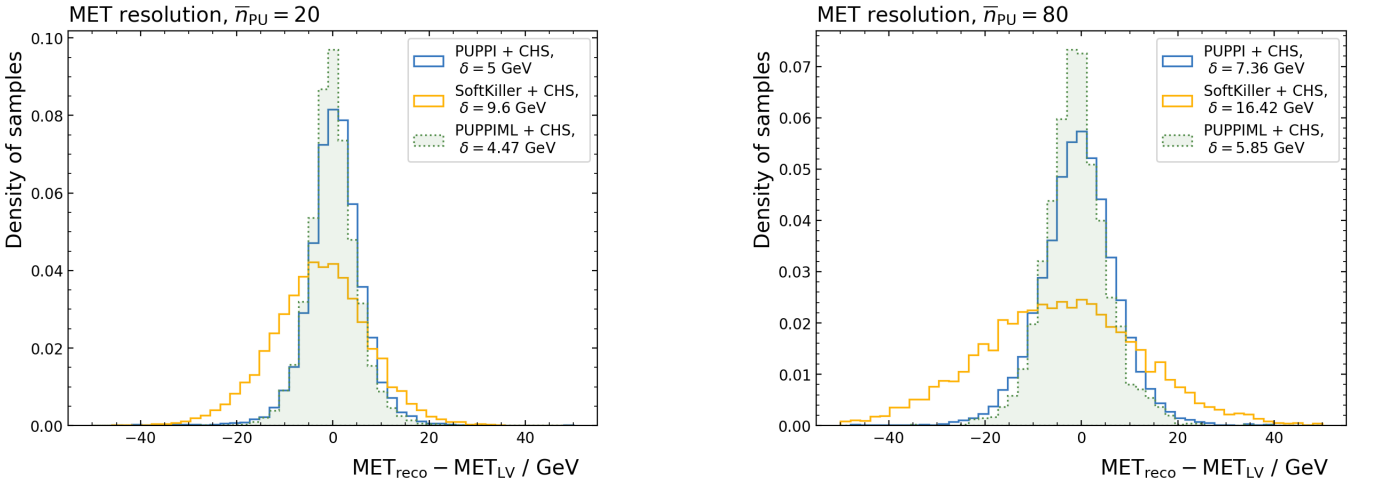 MET resolution, n̅PU = 20
Density of samples
0.10
0.08
0.06
0.04
0.02
0.00
−40
−20
0
20
40
METreco − METLV / GeV
PUPPI + CHS,
δ = 5 GeV
SoftKiller + CHS,
δ = 9.6 GeV
PUPPIML + CHS,
δ = 4.47 GeV
MET resolution, n̅PU = 80
Density of samples
0.07
0.06
0.05
0.04
0.03
0.02
0.01
0.00
−40
−20
0
20
40
METreco − METLV / GeV
PUPPI + CHS,
δ = 7.36 GeV
SoftKiller + CHS,
δ = 16.42 GeV
PUPPIML + CHS,
δ = 5.85 GeV